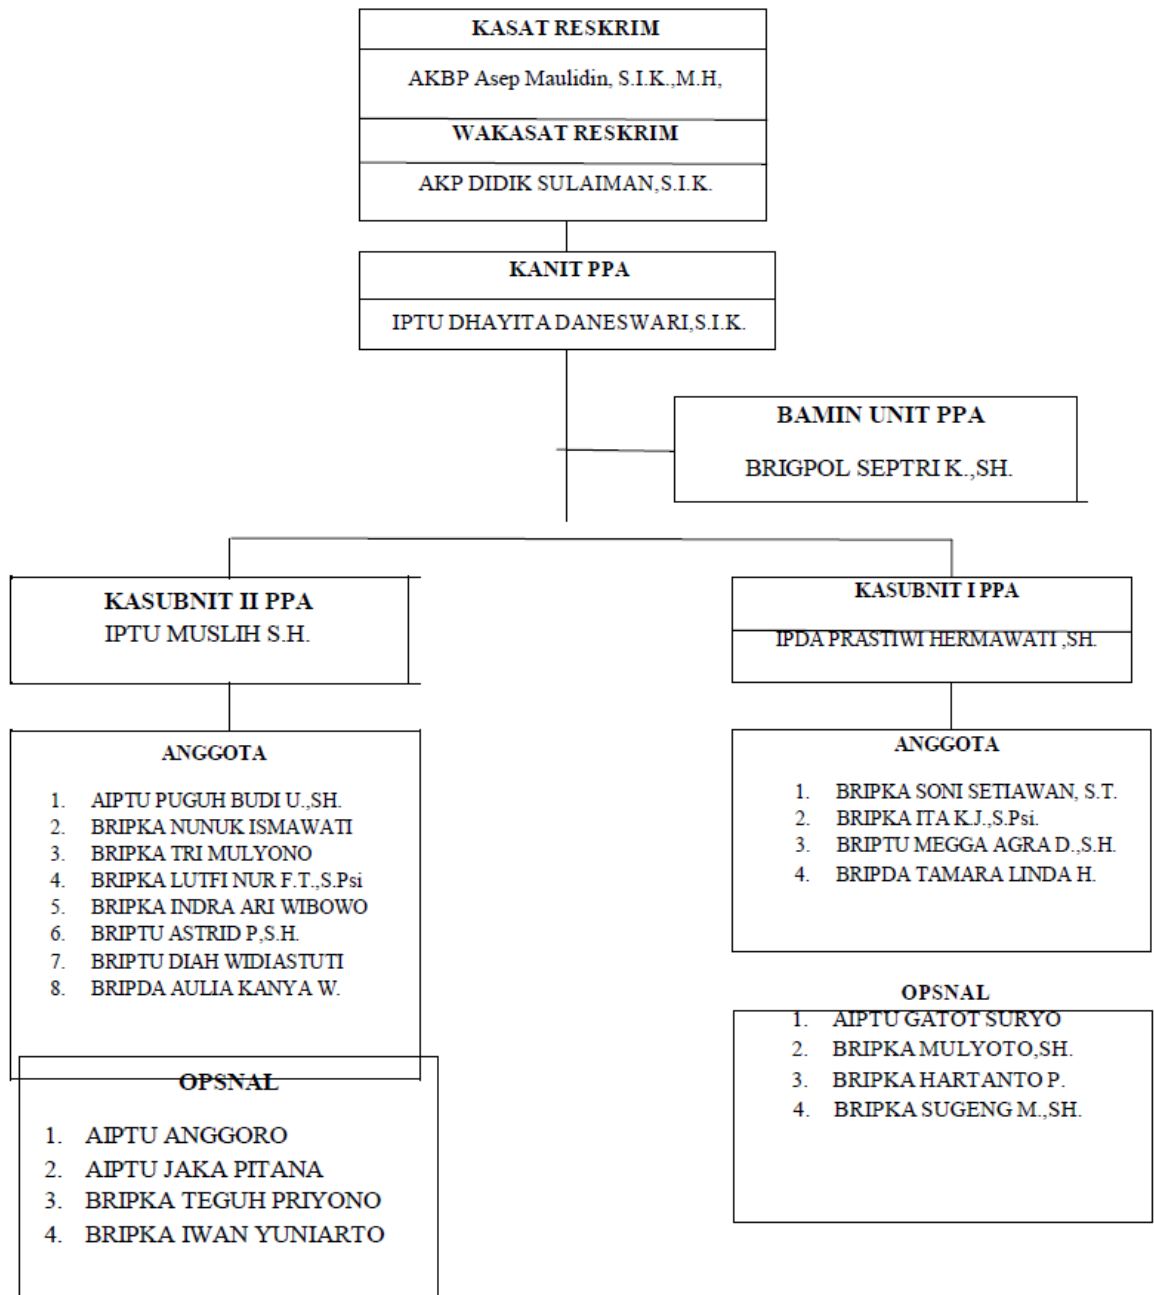 KASAT RESKRIM
AKBP Asep Maulidin, S.I.K.,M.H,
WAKASAT RESKRIM
AKP DIDIK SULAIMAN,S.I.K.
KANIT PPA
IPTU DHAYITA DANESWARI,S.I.K.
BAMIN UNIT PPA
BRIGPOL SEPTRI K.,SH.
KASUBNIT II PPA
IPTU MUSLIH S.H.
ANGGOTA
1. AIPTU PUGUH BUDI U.,SH.
2. BRIPKA NUNUK ISMAWATI
3. BRIPKA TRI MULYONO
4. BRIPKA LUTFI NUR F.T.,S.Psi
5. BRIPKA INDRA ARI WIBOWO
6. BRIPTU ASTRID P,S.H.
7. BRIPTU DIAH WIDIASTUTI
8. BRIPDA AULIA KANYA W.
OPSNAL
1. AIPTU ANGGORO
2. AIPTU JAKA PITANA
3. BRIPKA TEGUH PRIYONO
4. BRIPKA IWAN YUNIARTO
KASUBNIT I PPA
IPDA PRASTIWI HERMAWATI ,SH.
ANGGOTA
1. BRIPKA SONI SETIAWAN, S.T.
2. BRIPKA ITA K.J.,S.Psi.
3. BRIPTU MEGGA AGRA D.,S.H.
4. BRIPDA TAMARA LINDA H.
OPSNAL
1. AIPTU GATOT SURYO
2. BRIPKA MULYOTO,SH.
3. BRIPKA HARTANTO P.
4. BRIPKA SUGENG M.,SH.